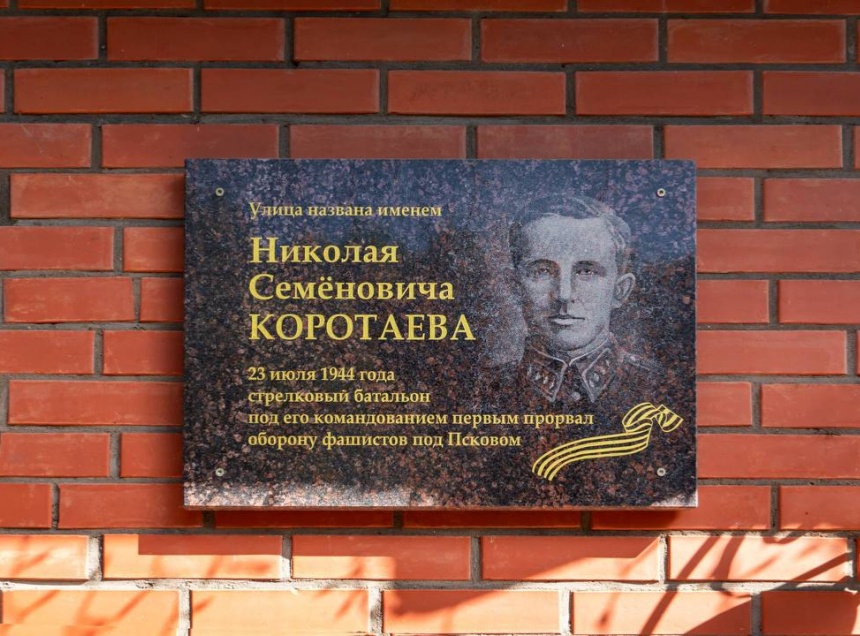 Улица названа именем
Николая
Семёновича
КОРОТАЕВА
23 июля 1944 года
стрелковый батальон
под его командованием первым прорвал
оборону фашистов под Псковом